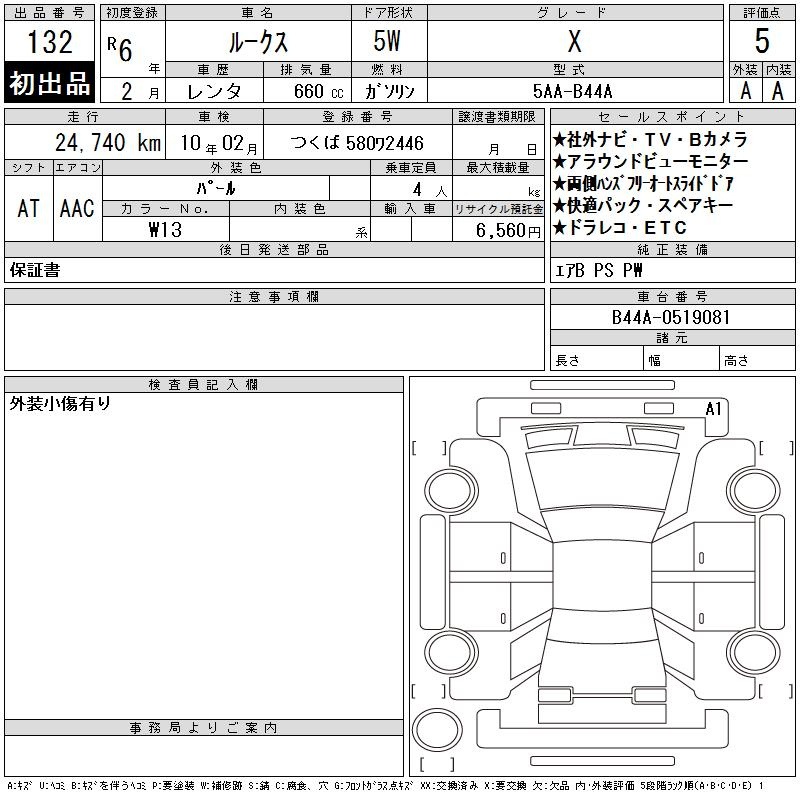 出品番号 初度登録 車名 ドア形状 グレード 評価点
132 R6年 ルークス 5W X 5
初出品 2月
車歴 排気量 燃料 型式 外装 内装
レンタ 660 CC ｶﾞｿﾘﾝ 5AA-B44A A A
走行 車検 登録番号 譲渡書類期限
24,740 km 10年02月 つくば 580ﾜ2446 月 日
シフト エアコン 外装色 乗車定員 最大積載量
AT AAC ﾊﾟｰﾙ 4人 kg
カラーNo. 内装色 輸入車 リサイクル預託金
W13 系 6,560円
後日発送部品
保証書
セールスポイント
★社外ナビ・TV・Bカメラ
★アラウンドビューモニター
★両側ﾊﾝｽﾞﾌﾘｰｵｰﾄｽﾗｲﾄﾞﾄﾞｱ
★快適パック・スペアキー
★ドラレコ・ETC
純正装備
ｴｱB PS PW
注意事項欄
車台番号
B44A-0519081
諸元
長さ 幅 高さ
検査員記入欄
外装小傷有り
A1
事務局よりご案内
A:ｷｽﾞ U:ﾍｺﾐ B:ｷｽﾞを伴うﾍｺﾐ P:要塗装 W:補修跡 S:錆 C:腐食、穴 G:ﾌﾛﾝﾄｶﾞﾗｽ点ｷｽﾞ XX:交換済み X:要交換 欠:欠品 内･外装評価 5段階ﾗﾝｸ順(A･B･C･D･E) 1